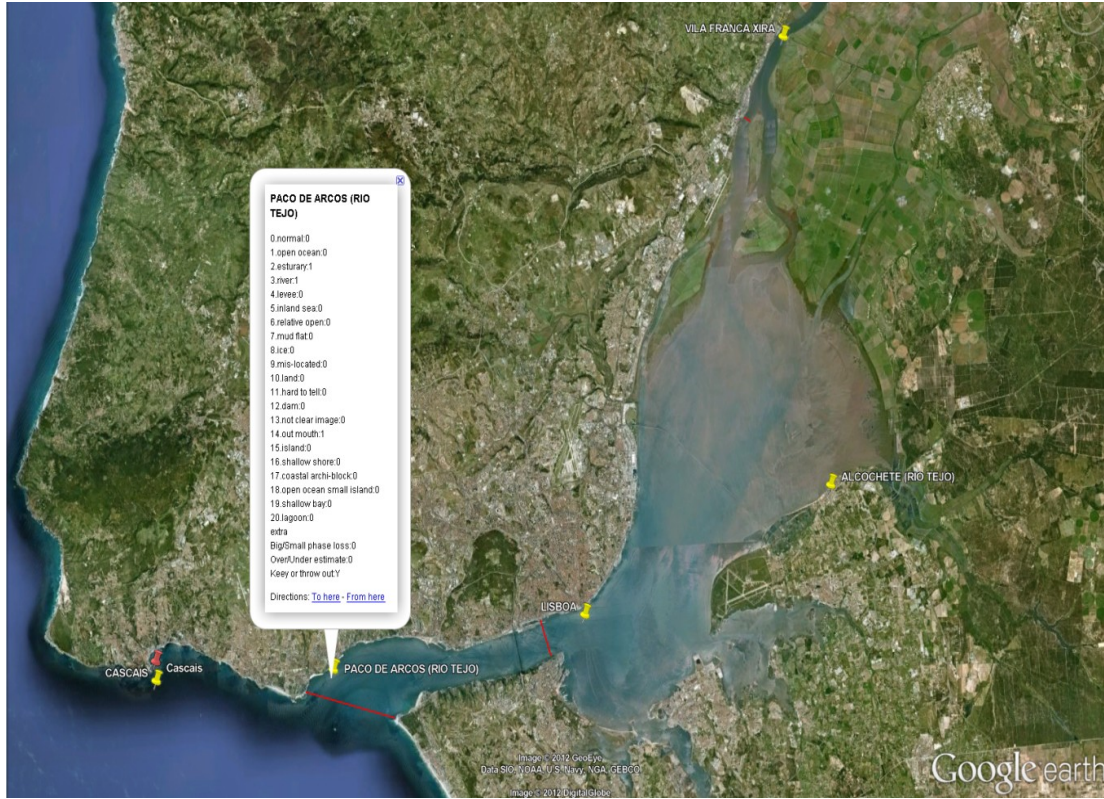 VILA FRANCA XIRA
PACO DE ARCOS (RIO
TEJO)
0.normal:0
1.open ocean:0
2.esturary:1
3.river:1
4.levee:0
5.inland sea:0
6.relative open:0
7.mud flat:0
8.ice:0
9.mis-located:0
10.land:0
11.hard to tell:0
12.dam:0
13.not clear image:0
14.out mouth:1
15.island:0
16.shallow shore:0
17.coastal archi-block:0
18.open ocean small island:0
19.shallow bay:0
20.lagoon:0
extra
Big/Small phase loss:0
Over/Under estimate:0
Keey or throw out:Y
Directions: To here - From here
ALCOCHETE (RIO TEJO)
LISBOA
CASCAIS
Cascais
PACO DE ARCOS (RIO TEJO)
Image © 2012 GeoEye
Data SIO, NOAA, U.S. Navy, NGA, GEBCO
Image © 2012 DigitalGlobe
Google earth